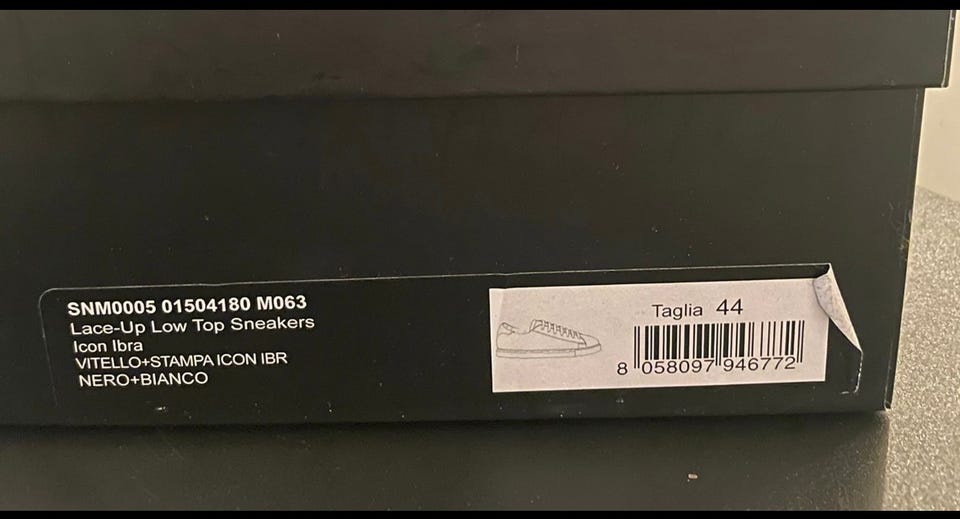 SNM0005 01504180 M063
Lace-Up Low Top Sneakers
Icon Ibra
VITELLO+STAMPA ICON IBR
NERO+BIANCO
Taglia 44
8 058097 946772